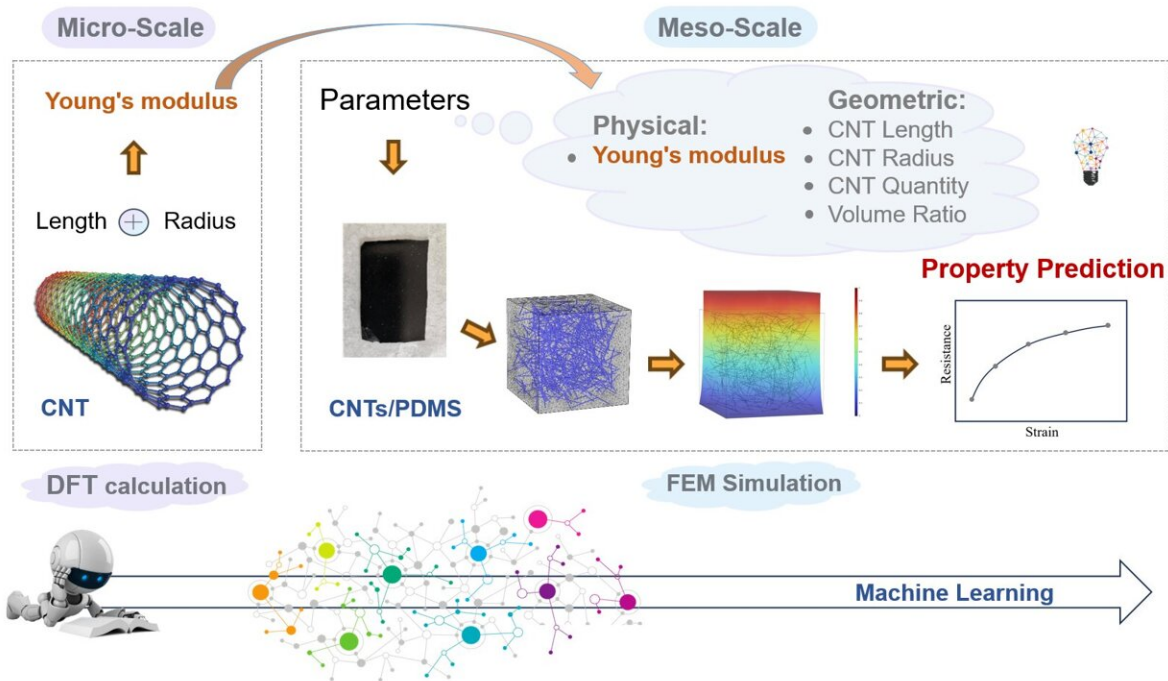 Micro-Scale
Meso-Scale
Young's modulus
Length + Radius
CNT
Parameters
Physical:
• Young's modulus
Geometric:
• CNT Length
• CNT Radius
• CNT Quantity
• Volume Ratio
CNTs/PDMS
Property Prediction
Resistance
Strain
DFT calculation
FEM Simulation
Machine Learning